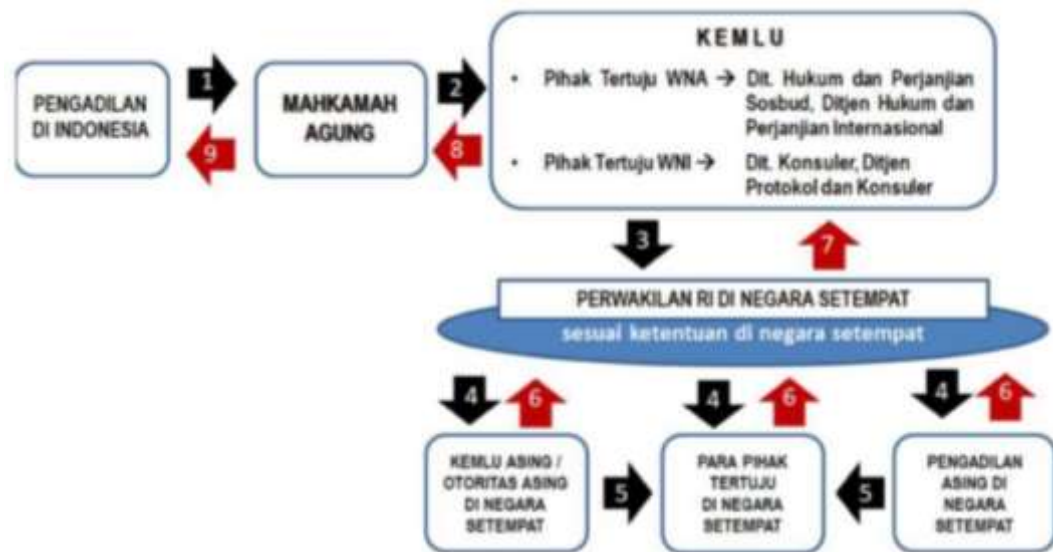 KEMLU
1
2
PENGADILAN
DI INDONESIA
MAHKAMAH
AGUNG
9
8
• Pihak Tertuju WNA → Dit. Hukum dan Perjanjian
Sosbud, Ditjen Hukum dan
Perjanjian Internasional
• Pihak Tertuju WNI → Dit. Konsuler, Ditjen
Protokol dan Konsuler
3
7
PERWAKILAN RI DI NEGARA SETEMPAT
sesuai ketentuan di negara setempat
4
6
4
6
4
6
KEMLU ASING /
OTORITAS ASING
DI NEGARA
SETEMPAT
5
PARA PIHAK
TERTUJU
DI NEGARA
SETEMPAT
5
PENGADILAN
ASING DI
NEGARA
SETEMPAT